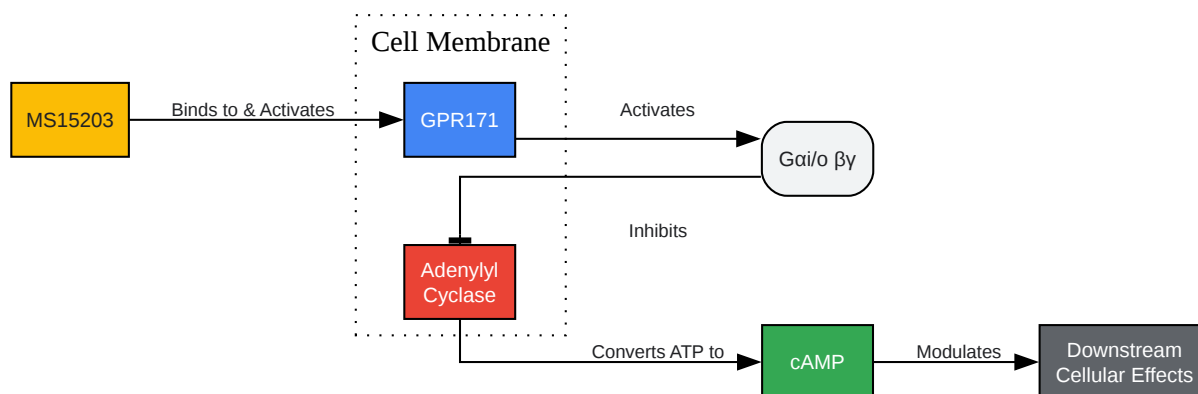 Cell Membrane
MS15203
Binds to & Activates
GPR171
Activates
Gαi/o βγ
Inhibits
Adenylyl
Cyclase
Converts ATP to
cAMP
Modulates
Downstream
Cellular Effects